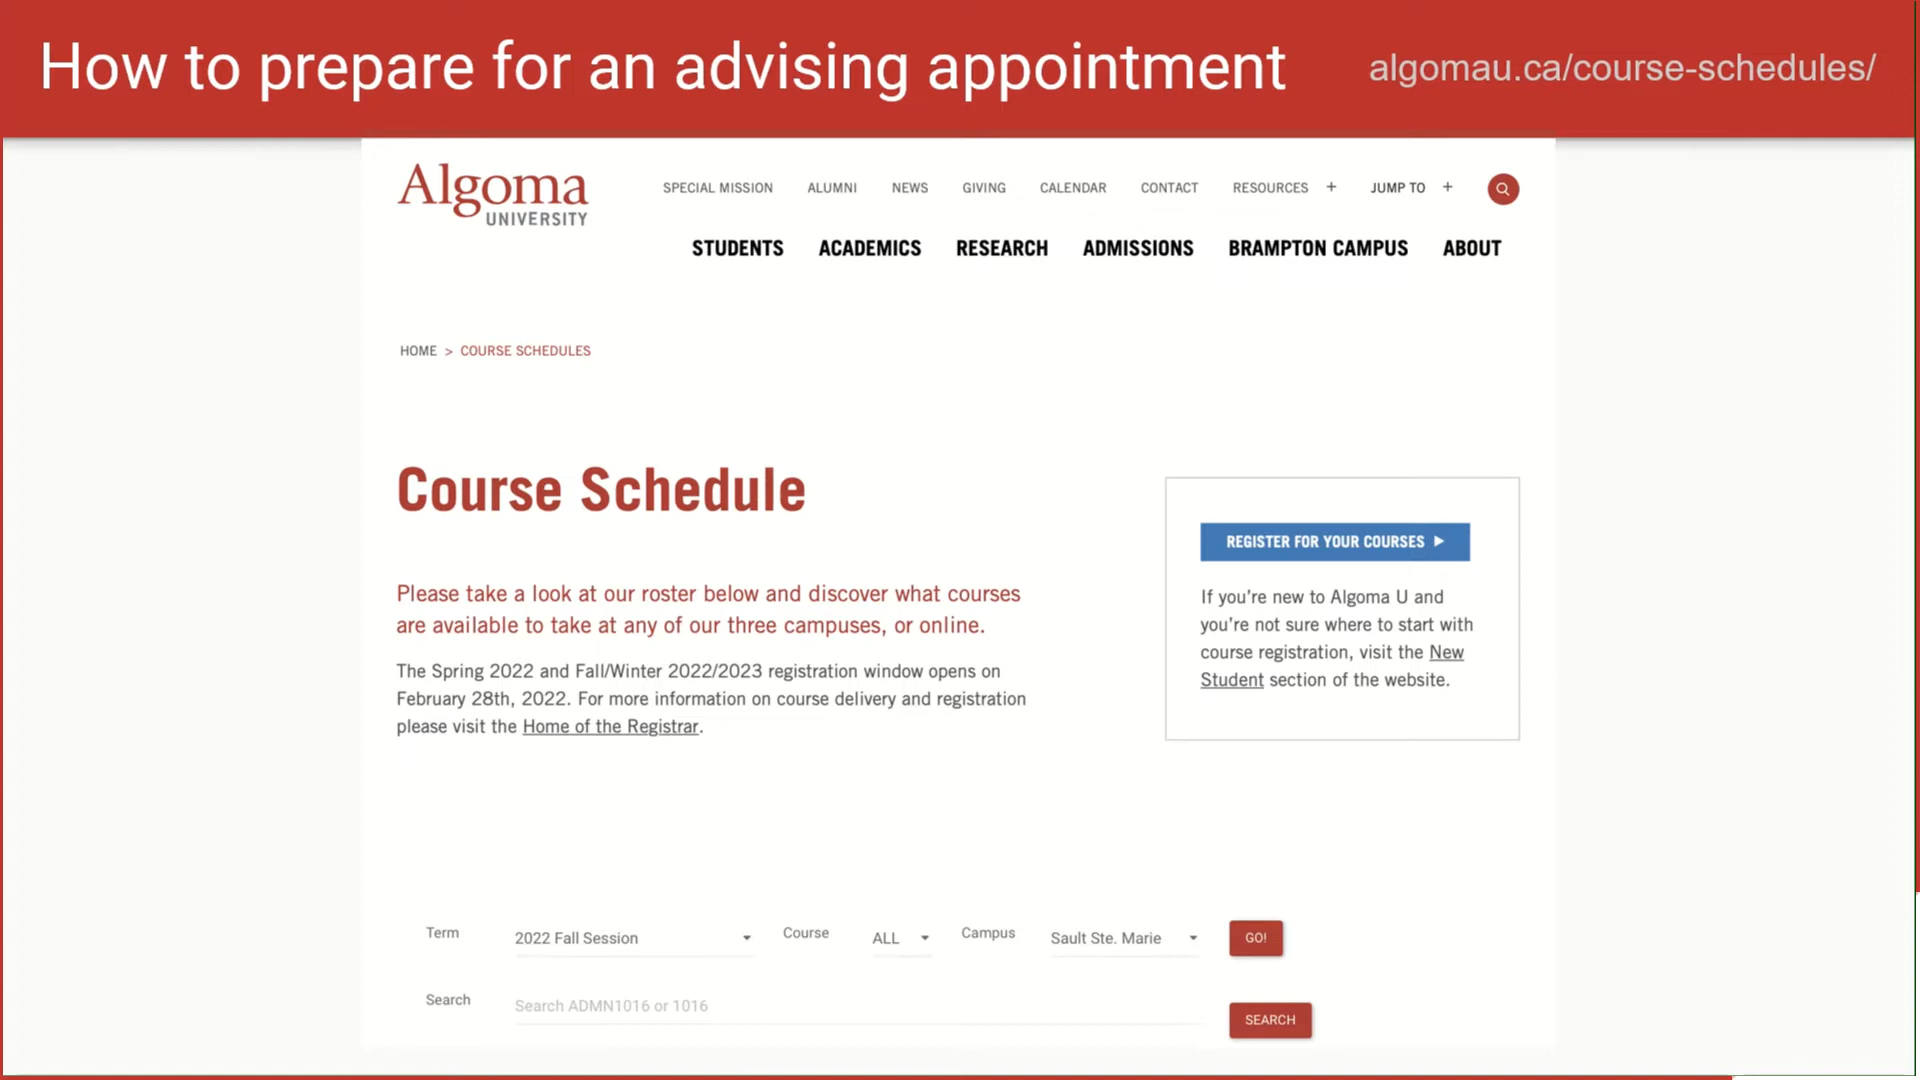 How to prepare for an advising appointment
algomau.ca/course-schedules/
Algoma
UNIVERSITY
SPECIAL MISSION ALUMNI NEWS GIVING CALENDAR CONTACT RESOURCES + JUMP TO +
STUDENTS ACADEMICS RESEARCH ADMISSIONS BRAMPTON CAMPUS ABOUT
HOME > COURSE SCHEDULES
Course Schedule
Please take a look at our roster below and discover what courses
are available to take at any of our three campuses, or online.
The Spring 2022 and Fall/Winter 2022/2023 registration window opens on
February 28th, 2022. For more information on course delivery and registration
please visit the Home of the Registrar.
REGISTER FOR YOUR COURSES
If you're new to Algoma U and
you're not sure where to start with
course registration, visit the New
Student section of the website.
Term 2022 Fall Session Course ALL Campus Sault Ste. Marie GO!
Search Search ADMN1016 or 1016 SEARCH